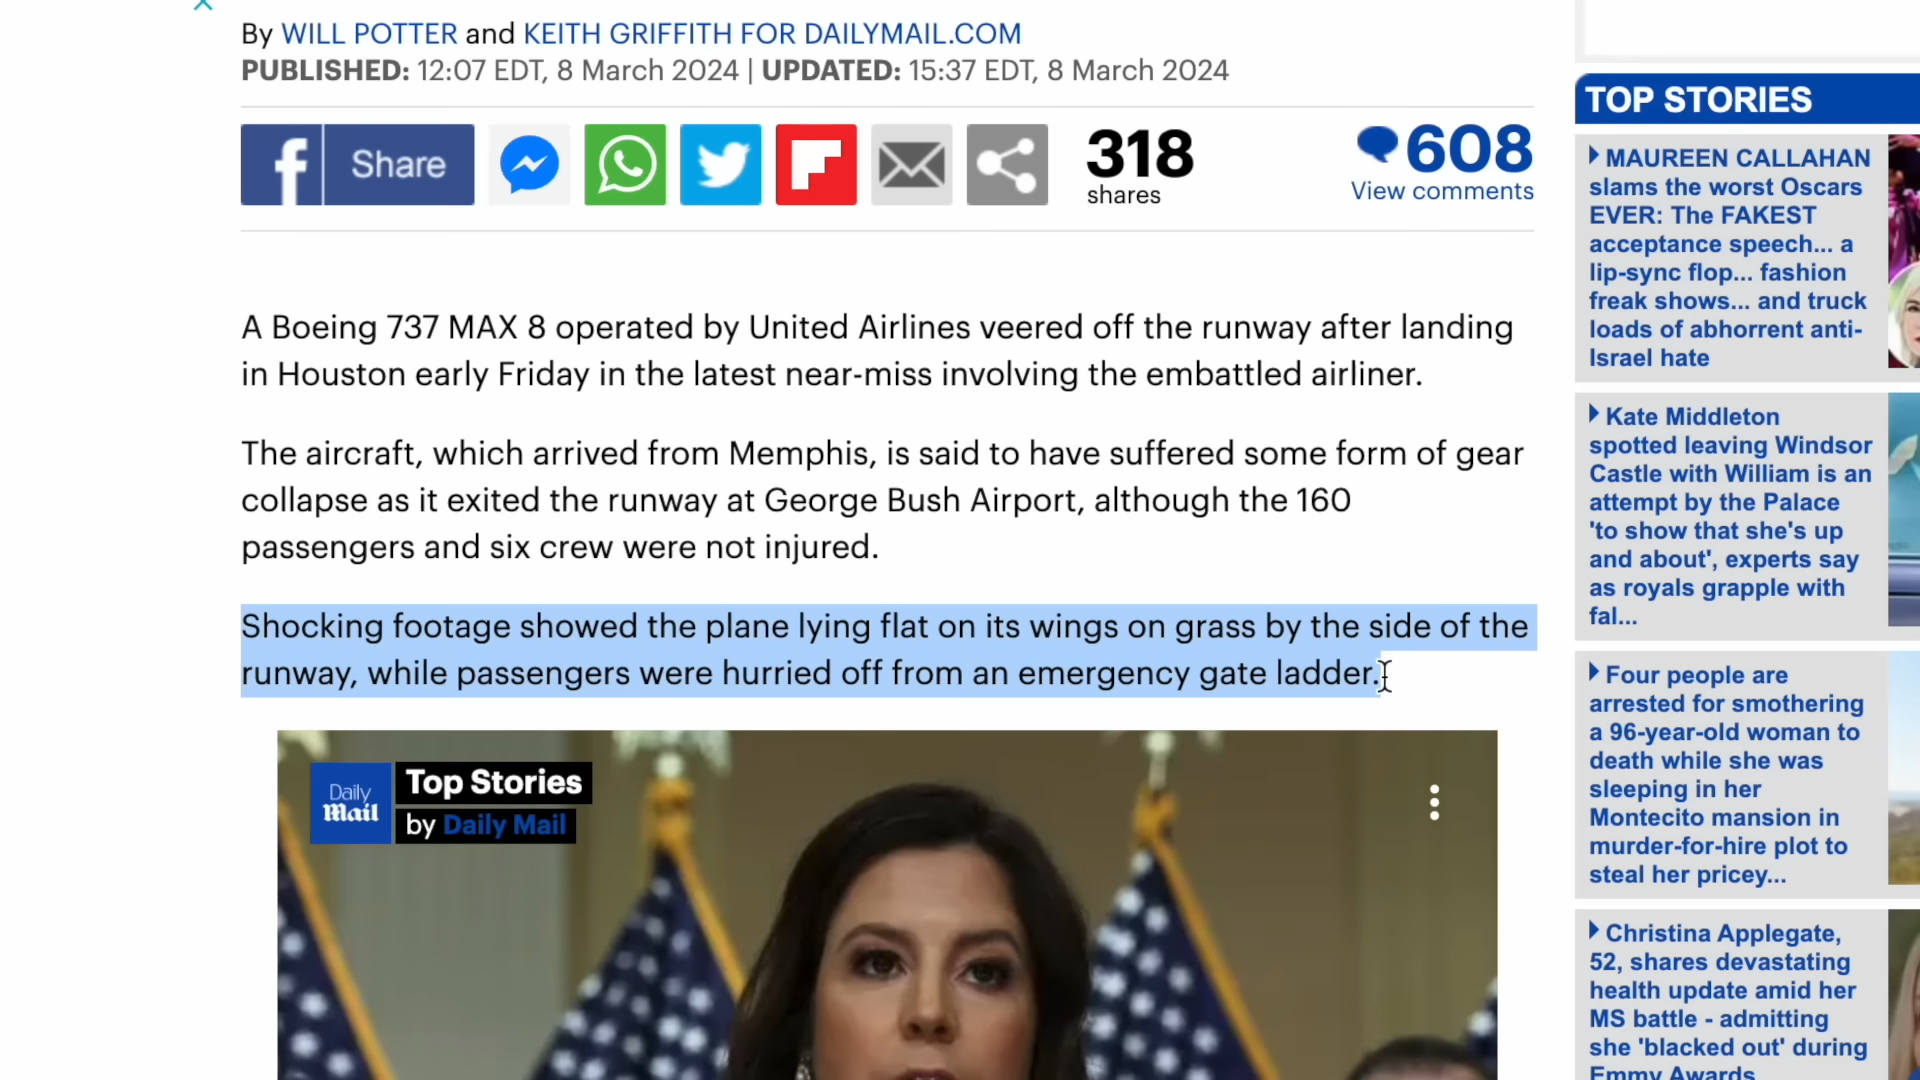 By WILL POTTER and KEITH GRIFFITH FOR DAILYMAIL.COM
PUBLISHED: 12:07 EDT, 8 March 2024 | UPDATED: 15:37 EDT, 8 March 2024
Share
318
shares
608
View comments
A Boeing 737 MAX 8 operated by United Airlines veered off the runway after landing
in Houston early Friday in the latest near-miss involving the embattled airliner.
The aircraft, which arrived from Memphis, is said to have suffered some form of gear
collapse as it exited the runway at George Bush Airport, although the 160
passengers and six crew were not injured.
Shocking footage showed the plane lying flat on its wings on grass by the side of the
runway, while passengers were hurried off from an emergency gate ladder.
Daily
Mail
Top Stories
by Daily Mail
TOP STORIES
MAUREEN CALLAHAN
slams the worst Oscars
EVER: The FAKEST
acceptance speech... a
lip-sync flop... fashion
freak shows... and truck
loads of abhorrent anti-
Israel hate
Kate Middleton
spotted leaving Windsor
Castle with William is an
attempt by the Palace
'to show that she's up
and about', experts say
as royals grapple with
fal...
Four people are
arrested for smothering
a 96-year-old woman to
death while she was
sleeping in her
Montecito mansion in
murder-for-hire plot to
steal her pricey...
Christina Applegate,
52, shares devastating
health update amid her
MS battle - admitting
she 'blacked out' during
Emmy Awards